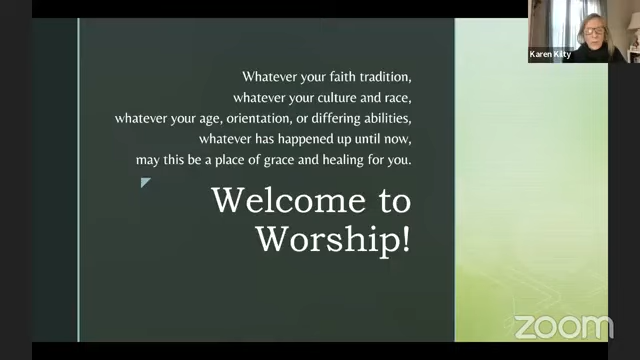 Karen Kilty
Whatever your faith tradition,
whatever your culture and race,
whatever your age, orientation, or differing abilities,
whatever has happened up until now,
may this be a place of grace and healing for you.
Welcome to
Worship!
zoom